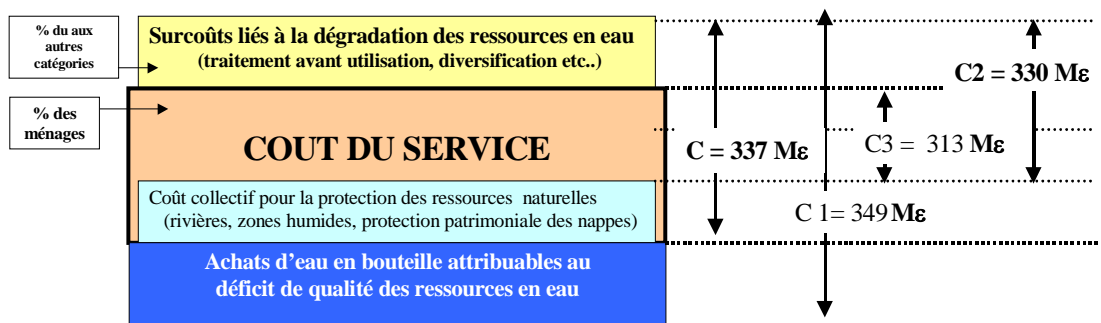 % du aux
autres
catégories
Surcoûts liés à la dégradation des ressources en eau
(traitement avant utilisation, diversification etc..)
C2 = 330 Mε
% des
ménages
COUT DU SERVICE
C = 337 Mε
C3 = 313 Mε
Coût collectif pour la protection des ressources naturelles
(rivières, zones humides, protection patrimoniale des nappes)
C 1= 349 Mε
Achats d'eau en bouteille attribuables au
déficit de qualité des ressources en eau